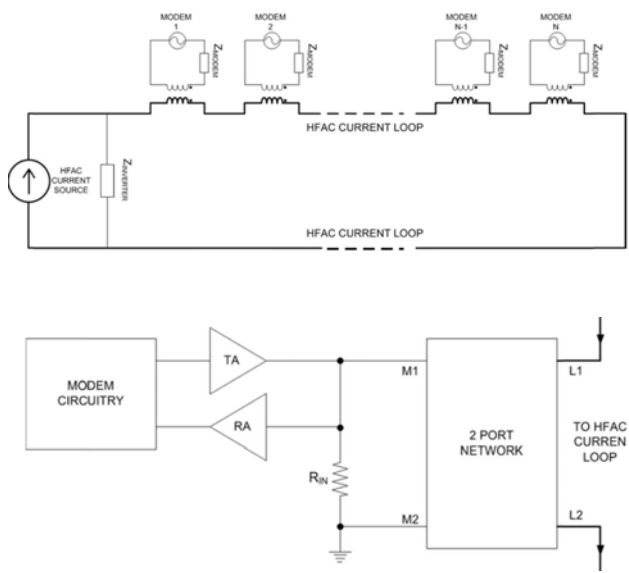 MODEM
1
MODEM
2
MODEM
N-1
MODEM
N
ZMODEM
ZMODEM
ZMODEM
ZMODEM
HFAC CURRENT LOOP
HFAC
CURRENT
SOURCE
ZINVERTER
HFAC CURRENT LOOP
MODEM
CIRCUITRY
TA
RA
RIN
M1
M2
2 PORT
NETWORK
L1
L2
TO HFAC
CURREN
LOOP